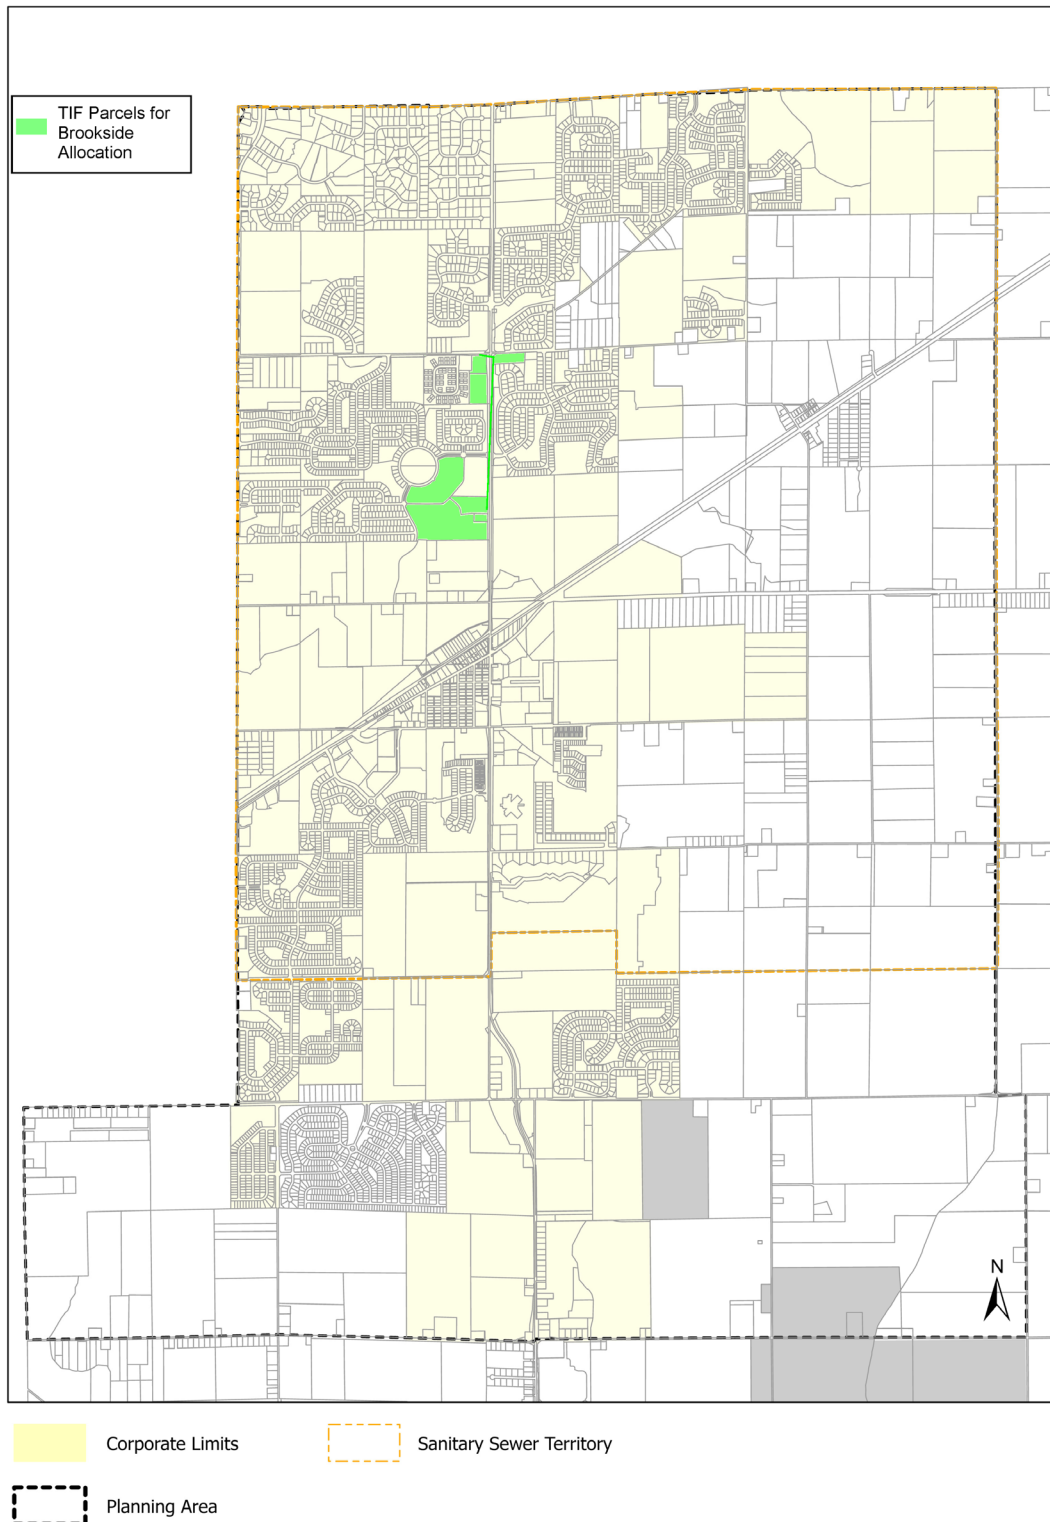 TIF Parcels for
Brookside
Allocation
N
Corporate Limits
Sanitary Sewer Territory
Planning Area